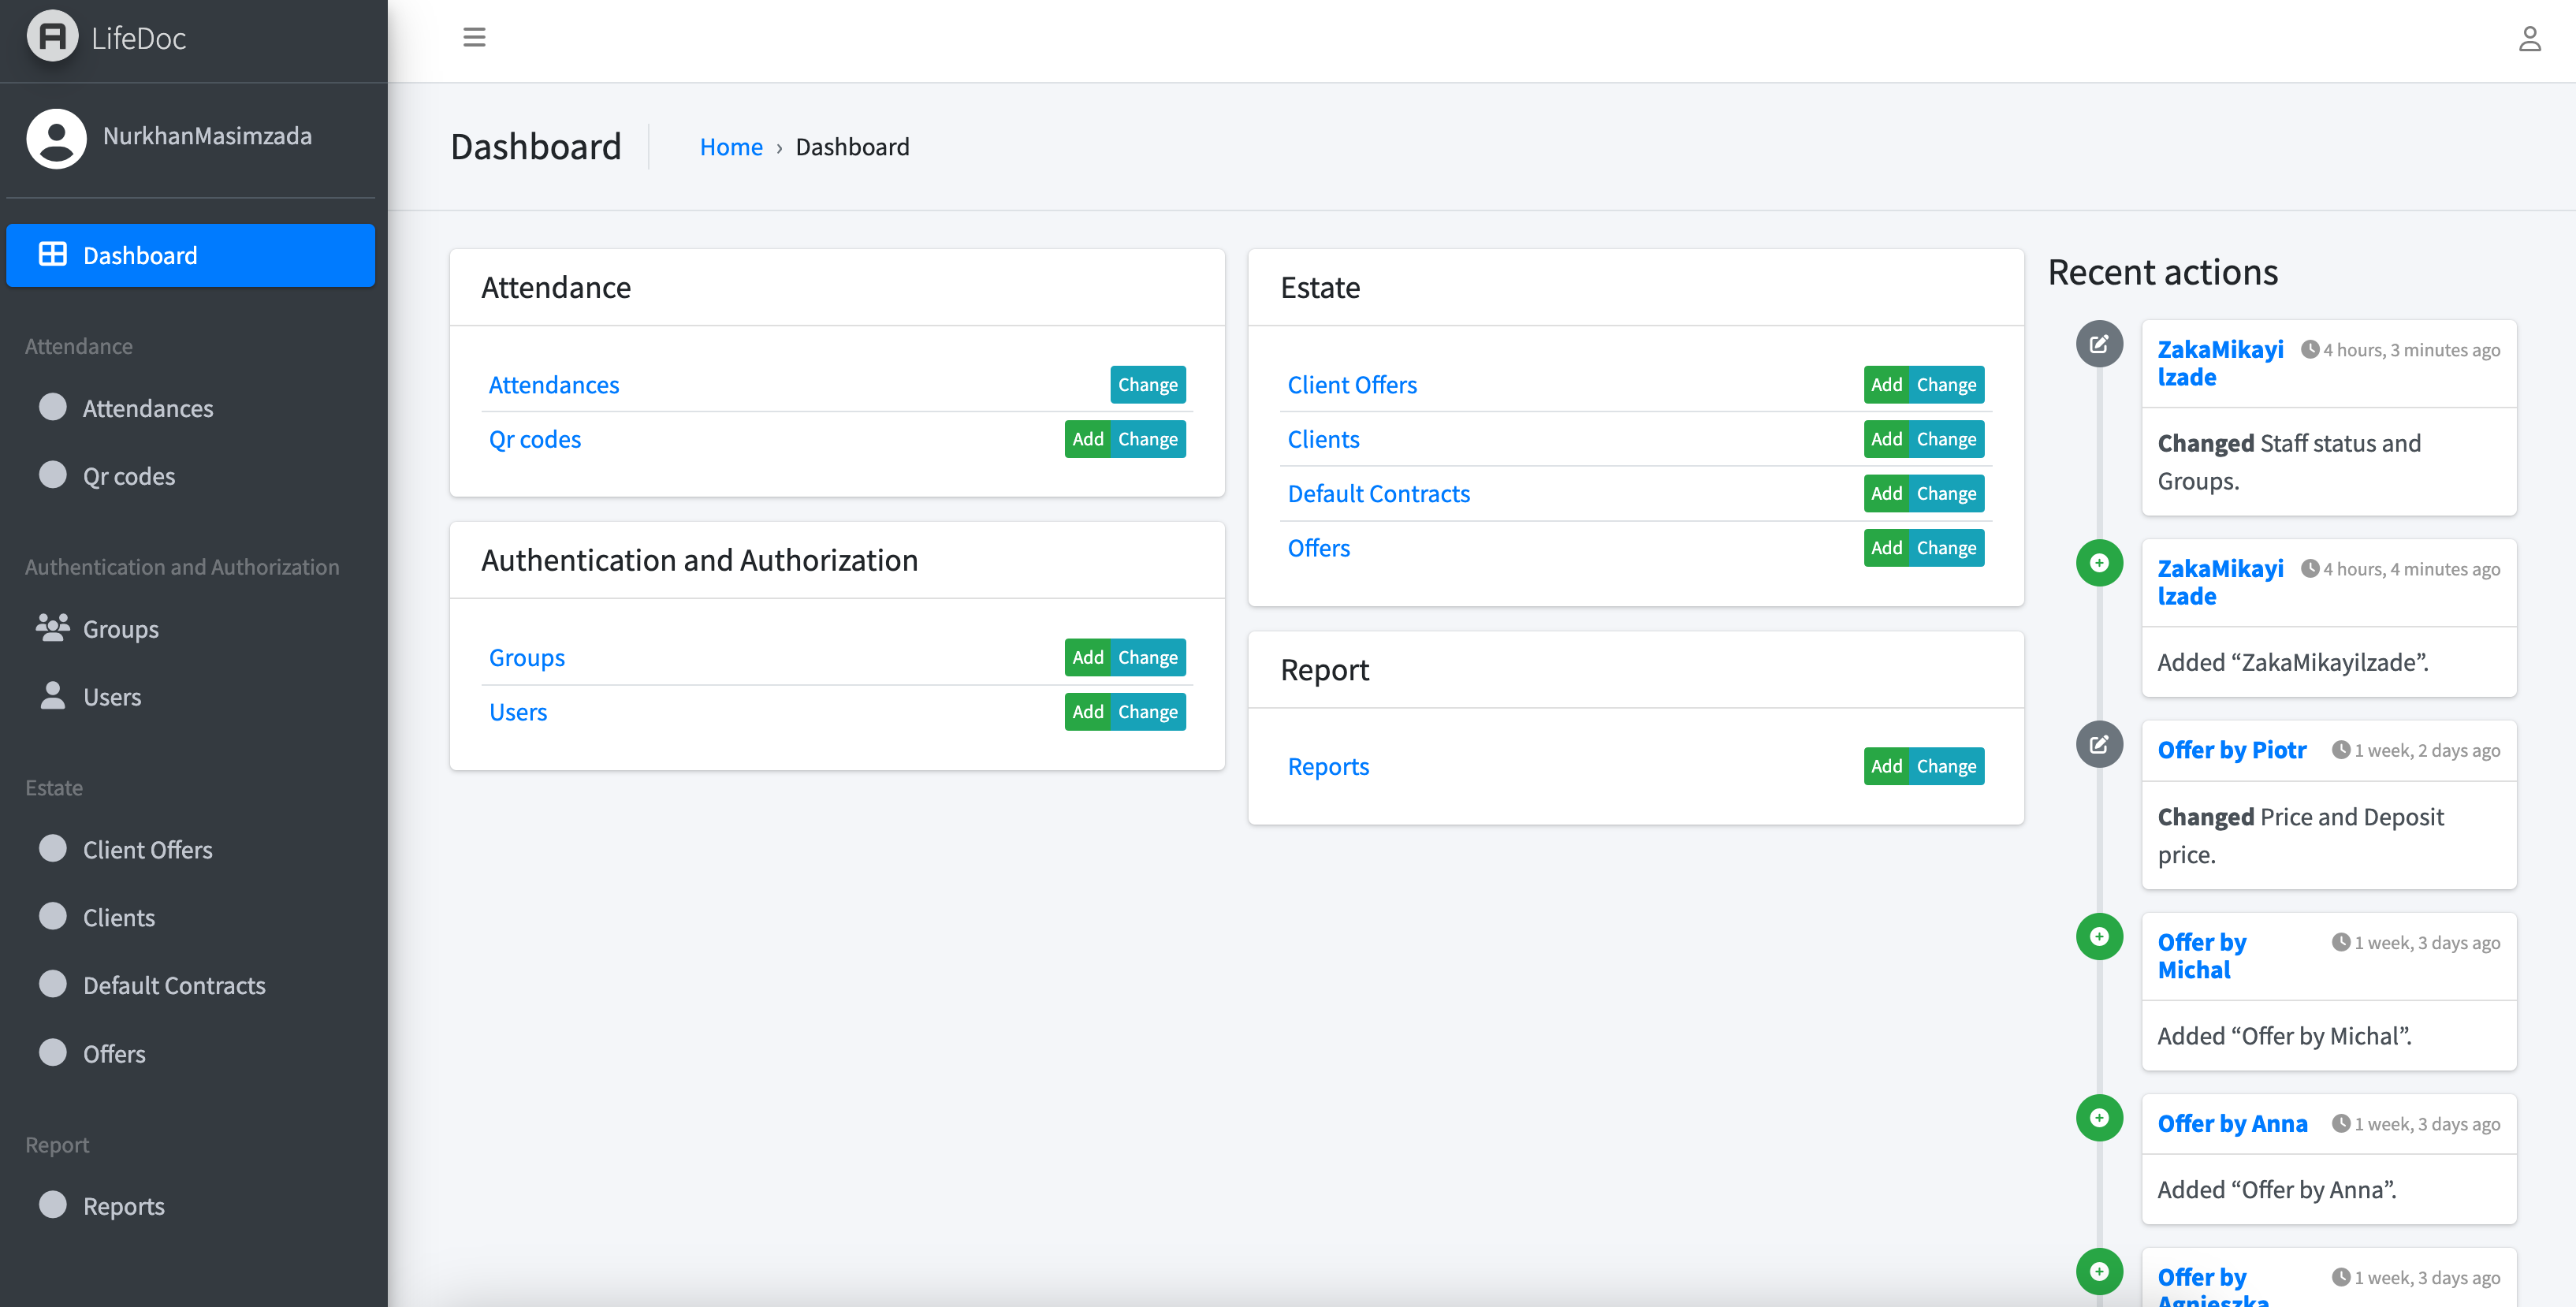 LifeDoc
NurkhanMasimzada
Dashboard
Attendance
Attendances
Qr codes
Authentication and Authorization
Groups
Users
Estate
Client Offers
Clients
Default Contracts
Offers
Report
Reports
Dashboard
Home › Dashboard
Attendance
Attendances Change
Qr codes Add Change
Authentication and Authorization
Groups Add Change
Users Add Change
Estate
Client Offers Add Change
Clients Add Change
Default Contracts Add Change
Offers Add Change
Report
Reports Add Change
Recent actions
ZakaMikayi 4 hours, 3 minutes ago
lzade
Changed Staff status and
Groups.
ZakaMikayi 4 hours, 4 minutes ago
lzade
Added “ZakaMikayilzade”.
Offer by Piotr 1 week, 2 days ago
Changed Price and Deposit
price.
Offer by 1 week, 3 days ago
Michal
Added “Offer by Michal”.
Offer by Anna 1 week, 3 days ago
Added “Offer by Anna”.
Offer by 1 week, 3 days ago
Agnieszka